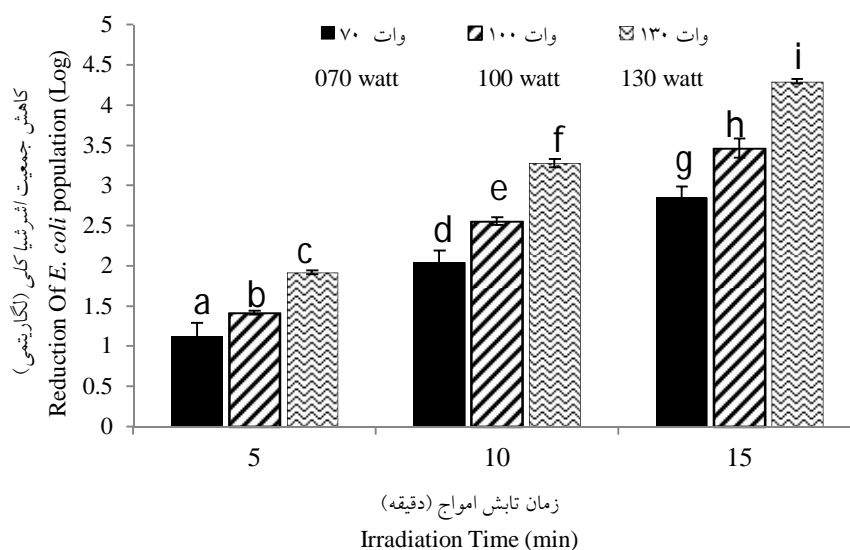 وات ۷۰
وات ۱۰۰
وات ۱۳۰
070 watt
100 watt
130 watt
کاهش جمعیت اشرشیا کلی (لگاریتمی)
Reduction Of E. coli population (Log)
5
4.5
4
3.5
3
2.5
2
1.5
1
0.5
0
a
b
c
d
e
f
g
h
i
5
10
15
زمان تابش امواج (دقیقه)
Irradiation Time (min)